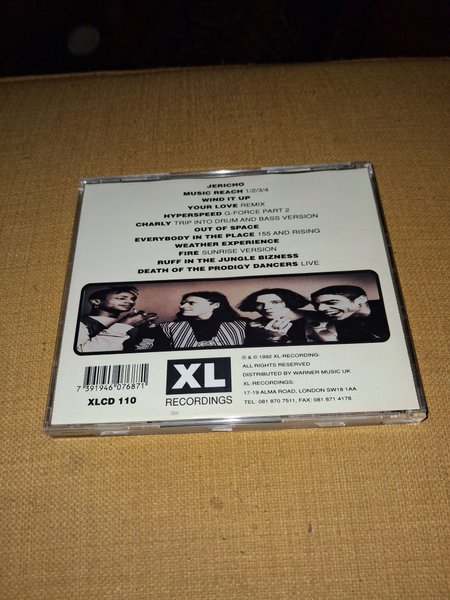 JERICHO
MUSIC REACH 1/2/3/4
WIND IT UP
YOUR LOVE REMIX
HYPERSPEED G-FORCE PART 2
CHARLY TRIP INTO DRUM AND BASS VERSION
OUT OF SPACE
EVERYBODY IN THE PLACE 155 AND RISING
WEATHER EXPERIENCE
FIRE SUNRISE VERSION
RUFF IN THE JUNGLE BIZNESS
DEATH OF THE PRODIGY DANCERS LIVE
7 391946 076871
XLCD 110
XL
RECORDINGS
℗ & © 1992 XL-RECORDING
ALL RIGHTS RESERVED
DISTRIBUTED BY WARNER MUSIC UK
XL-RECORDINGS:
17-19 ALMA ROAD, LONDON SW18 1AA
TEL: 081 870 7511, FAX: 081 871 4178